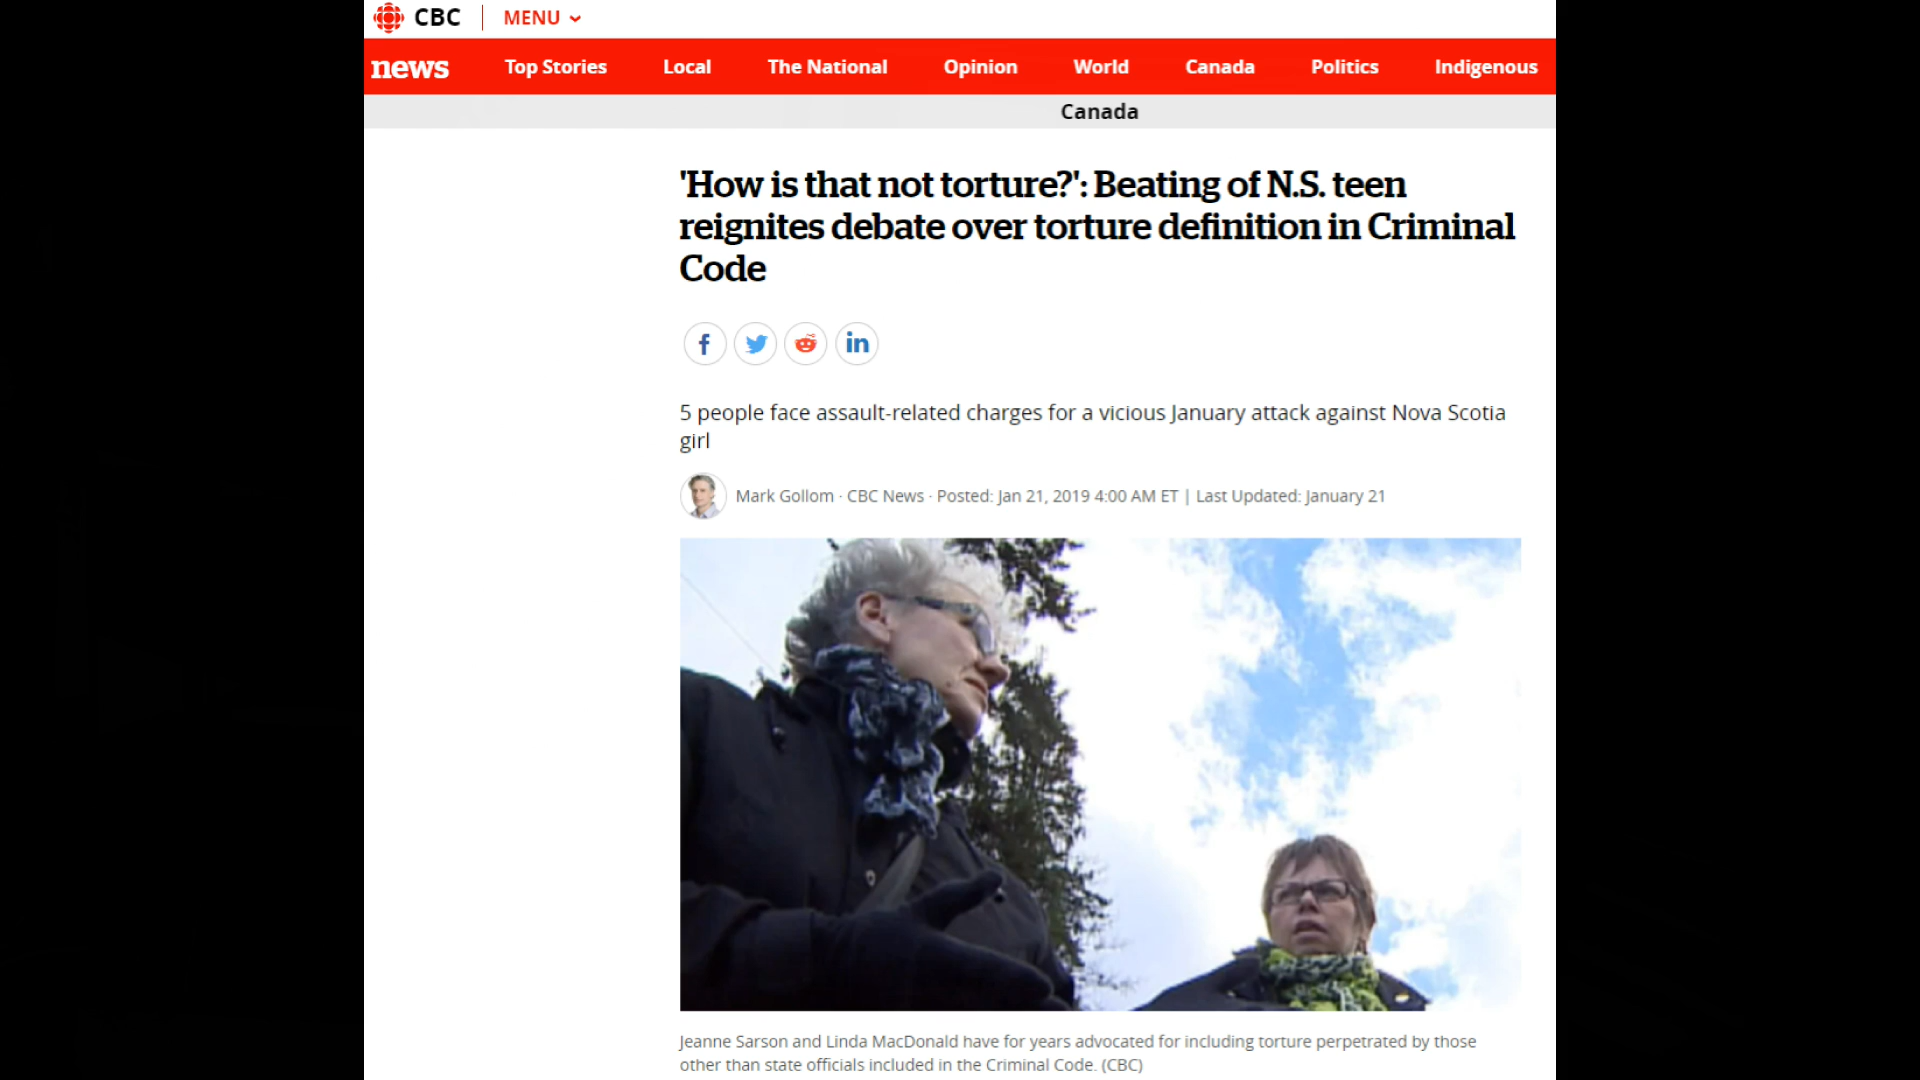 CBC
MENU
news
Top Stories
Local
The National
Opinion
World
Canada
Politics
Indigenous
Canada
'How is that not torture?': Beating of N.S. teen
reignites debate over torture definition in Criminal
Code
5 people face assault-related charges for a vicious January attack against Nova Scotia
girl
Mark Gollom · CBC News · Posted: Jan 21, 2019 4:00 AM ET | Last Updated: January 21
Jeanne Sarson and Linda MacDonald have for years advocated for including torture perpetrated by those
other than state officials included in the Criminal Code. (CBC)